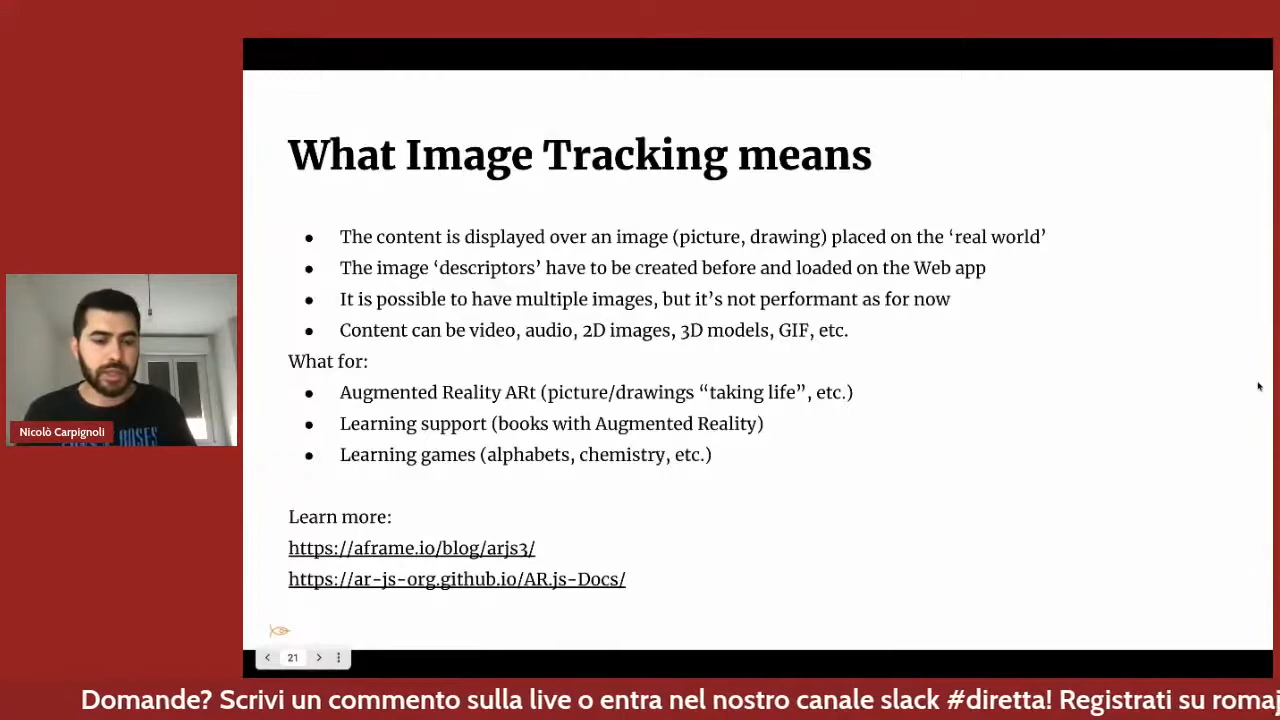 What Image Tracking means
● The content is displayed over an image (picture, drawing) placed on the ‘real world’
● The image ‘descriptors’ have to be created before and loaded on the Web app
● It is possible to have multiple images, but it’s not performant as for now
● Content can be video, audio, 2D images, 3D models, GIF, etc.
What for:
● Augmented Reality ARt (picture/drawings “taking life”, etc.)
● Learning support (books with Augmented Reality)
● Learning games (alphabets, chemistry, etc.)
Learn more:
https://aframe.io/blog/arjs3/
https://ar-js-org.github.io/AR.js-Docs/
Nicolò Carpignoli
21
Domande? Scrivi un commento sulla live o entra nel nostro canale slack #diretta! Registrati su romaj